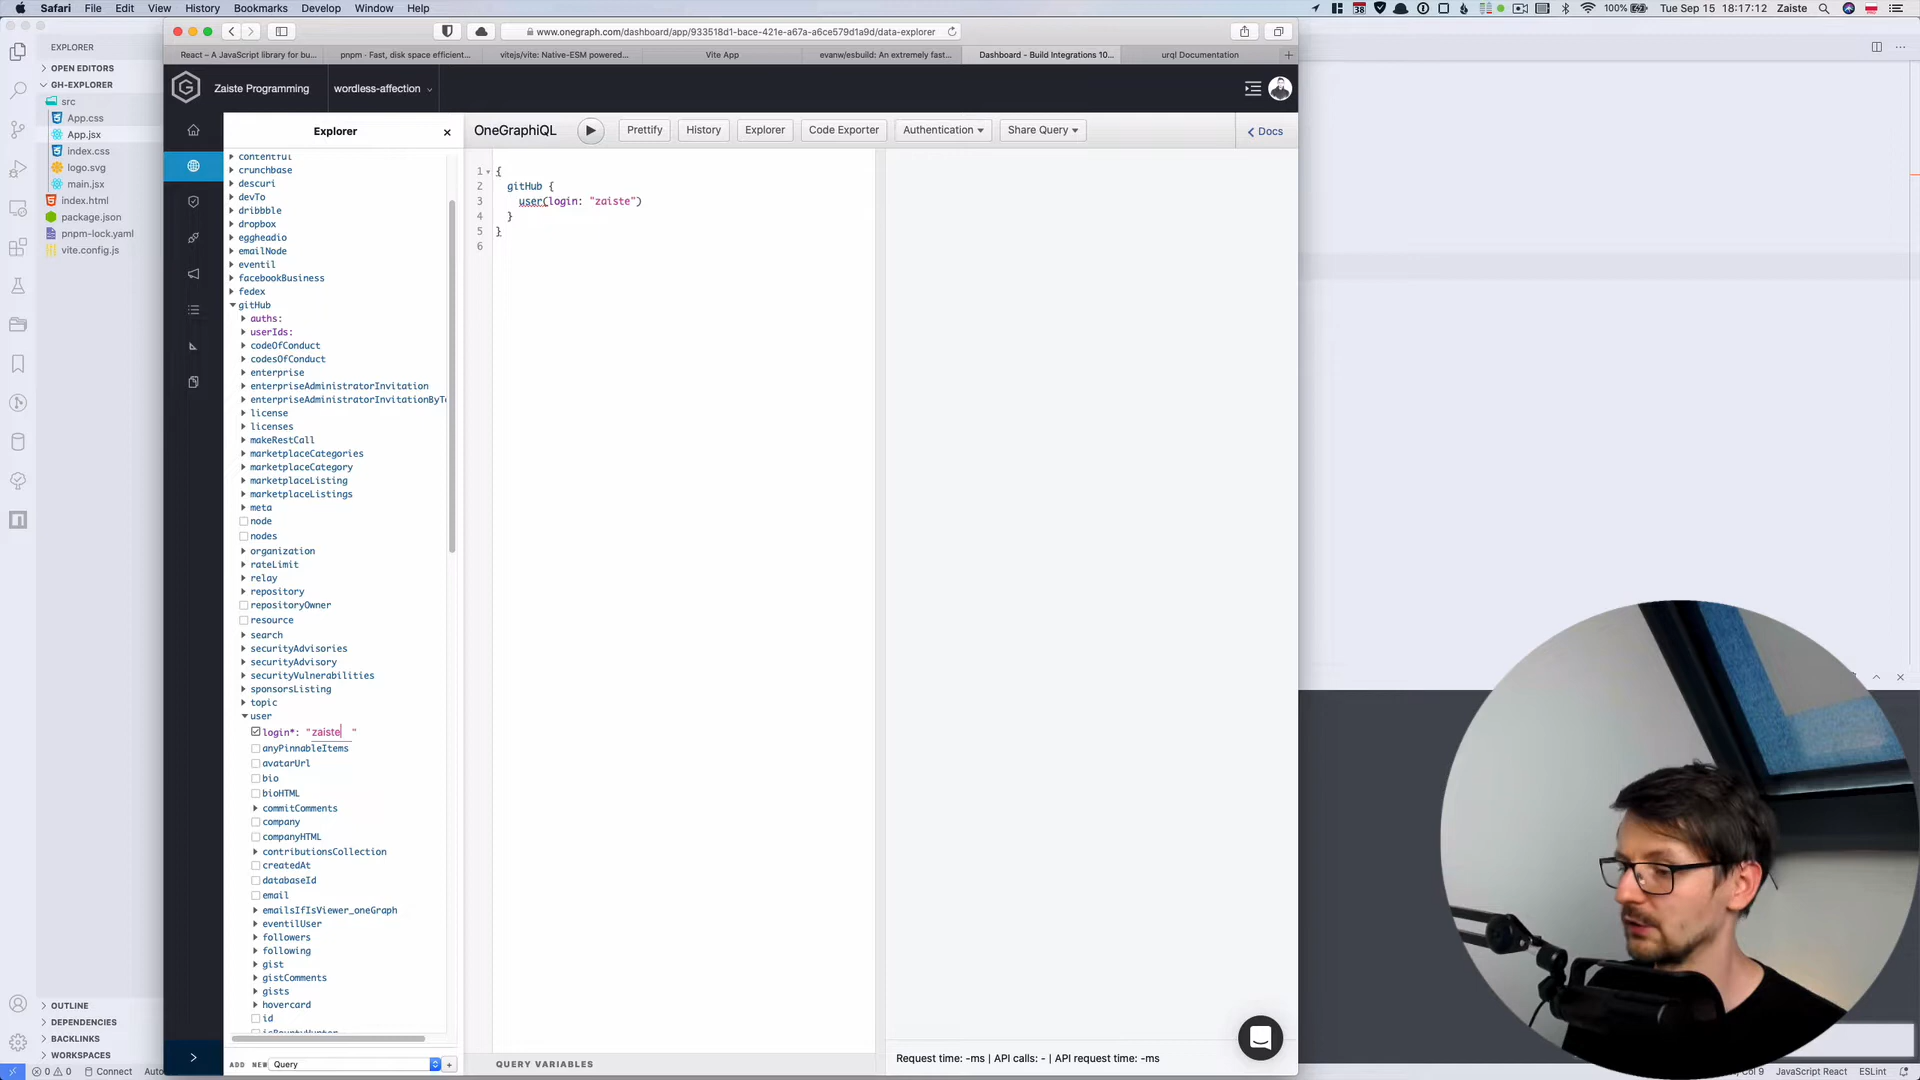 Safari File Edit View History Bookmarks Develop Window Help
38 100% Tue Sep 15 18:17:12 Zaiste
EXPLORER
OPEN EDITORS
GH-EXPLORER
src
App.css
App.jsx
index.css
logo.svg
main.jsx
index.html
package.json
pnpm-lock.yaml
vite.config.js
OUTLINE
DEPENDENCIES
BACKLINKS
WORKSPACES
www.onegraph.com/dashboard/app/933518d1-bace-421e-a67a-a6ce579d1a9d/data-explorer
React – A JavaScript library for bu...
pnpm · Fast, disk space efficient...
vitejs/vite: Native-ESM powered...
Vite App
evanw/esbuild: An extremely fast...
Dashboard - Build Integrations 10...
urql Documentation
Zaiste Programming
wordless-affection
Explorer ×
contentful
crunchbase
descuri
devTo
dribbble
dropbox
eggheadio
emailNode
eventil
facebookBusiness
fedex
gitHub
auths:
userIds:
codeOfConduct
codesOfConduct
enterprise
enterpriseAdministratorInvitation
enterpriseAdministratorInvitationByTo
license
licenses
makeRestCall
marketplaceCategories
marketplaceCategory
marketplaceListing
marketplaceListings
meta
node
nodes
organization
rateLimit
relay
repository
repositoryOwner
resource
search
securityAdvisories
securityAdvisory
securityVulnerabilities
sponsorsListing
topic
user
login*: "zaiste "
anyPinnableItems
avatarUrl
bio
bioHTML
commitComments
company
companyHTML
contributionsCollection
createdAt
databaseId
email
emailsIfIsViewer_oneGraph
eventilUser
followers
following
gist
gistComments
gists
hovercard
id
isBountyHunter
ADD NEW Query +
OneGraphiQL
Prettify
History
Explorer
Code Exporter
Authentication
Share Query
Docs
1 {
2 gitHub {
3 user(login: "zaiste")
4 }
5 }
6
QUERY VARIABLES
Request time: -ms | API calls: - | API request time: -ms
0 0 Connect
Col 9 JavaScript React ESLint